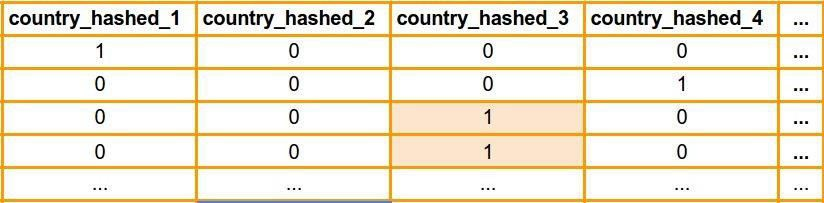 country_hashed_1 country_hashed_2 country_hashed_3 country_hashed_4 ...
1 0 0 0 ...
0 0 0 1 ...
0 0 1 0 ...
0 0 1 0 ...
... ... ... ... ...